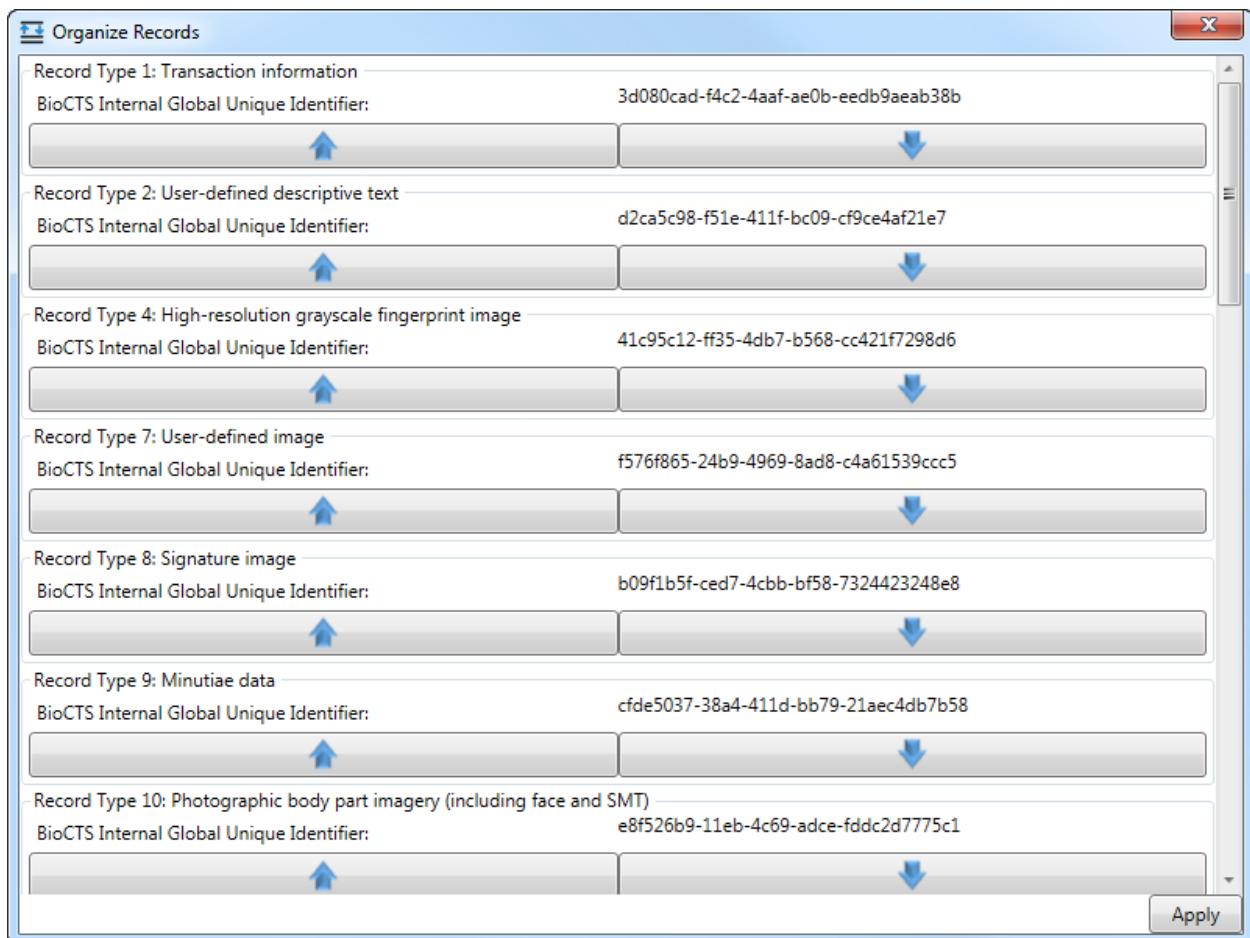 Organize Records
Record Type 1: Transaction information
BioCTS Internal Global Unique Identifier: 3d080cad-f4c2-4aaf-ae0b-eedb9aeab38b
Record Type 2: User-defined descriptive text
BioCTS Internal Global Unique Identifier: d2ca5c98-f51e-411f-bc09-cf9ce4af21e7
Record Type 4: High-resolution grayscale fingerprint image
BioCTS Internal Global Unique Identifier: 41c95c12-ff35-4db7-b568-cc421f7298d6
Record Type 7: User-defined image
BioCTS Internal Global Unique Identifier: f576f865-24b9-4969-8ad8-c4a61539ccc5
Record Type 8: Signature image
BioCTS Internal Global Unique Identifier: b09f1b5f-ced7-4cbb-bf58-7324423248e8
Record Type 9: Minutiae data
BioCTS Internal Global Unique Identifier: cfde5037-38a4-411d-bb79-21aec4db7b58
Record Type 10: Photographic body part imagery (including face and SMT)
BioCTS Internal Global Unique Identifier: e8f526b9-11eb-4c69-adce-fddc2d7775c1
Apply